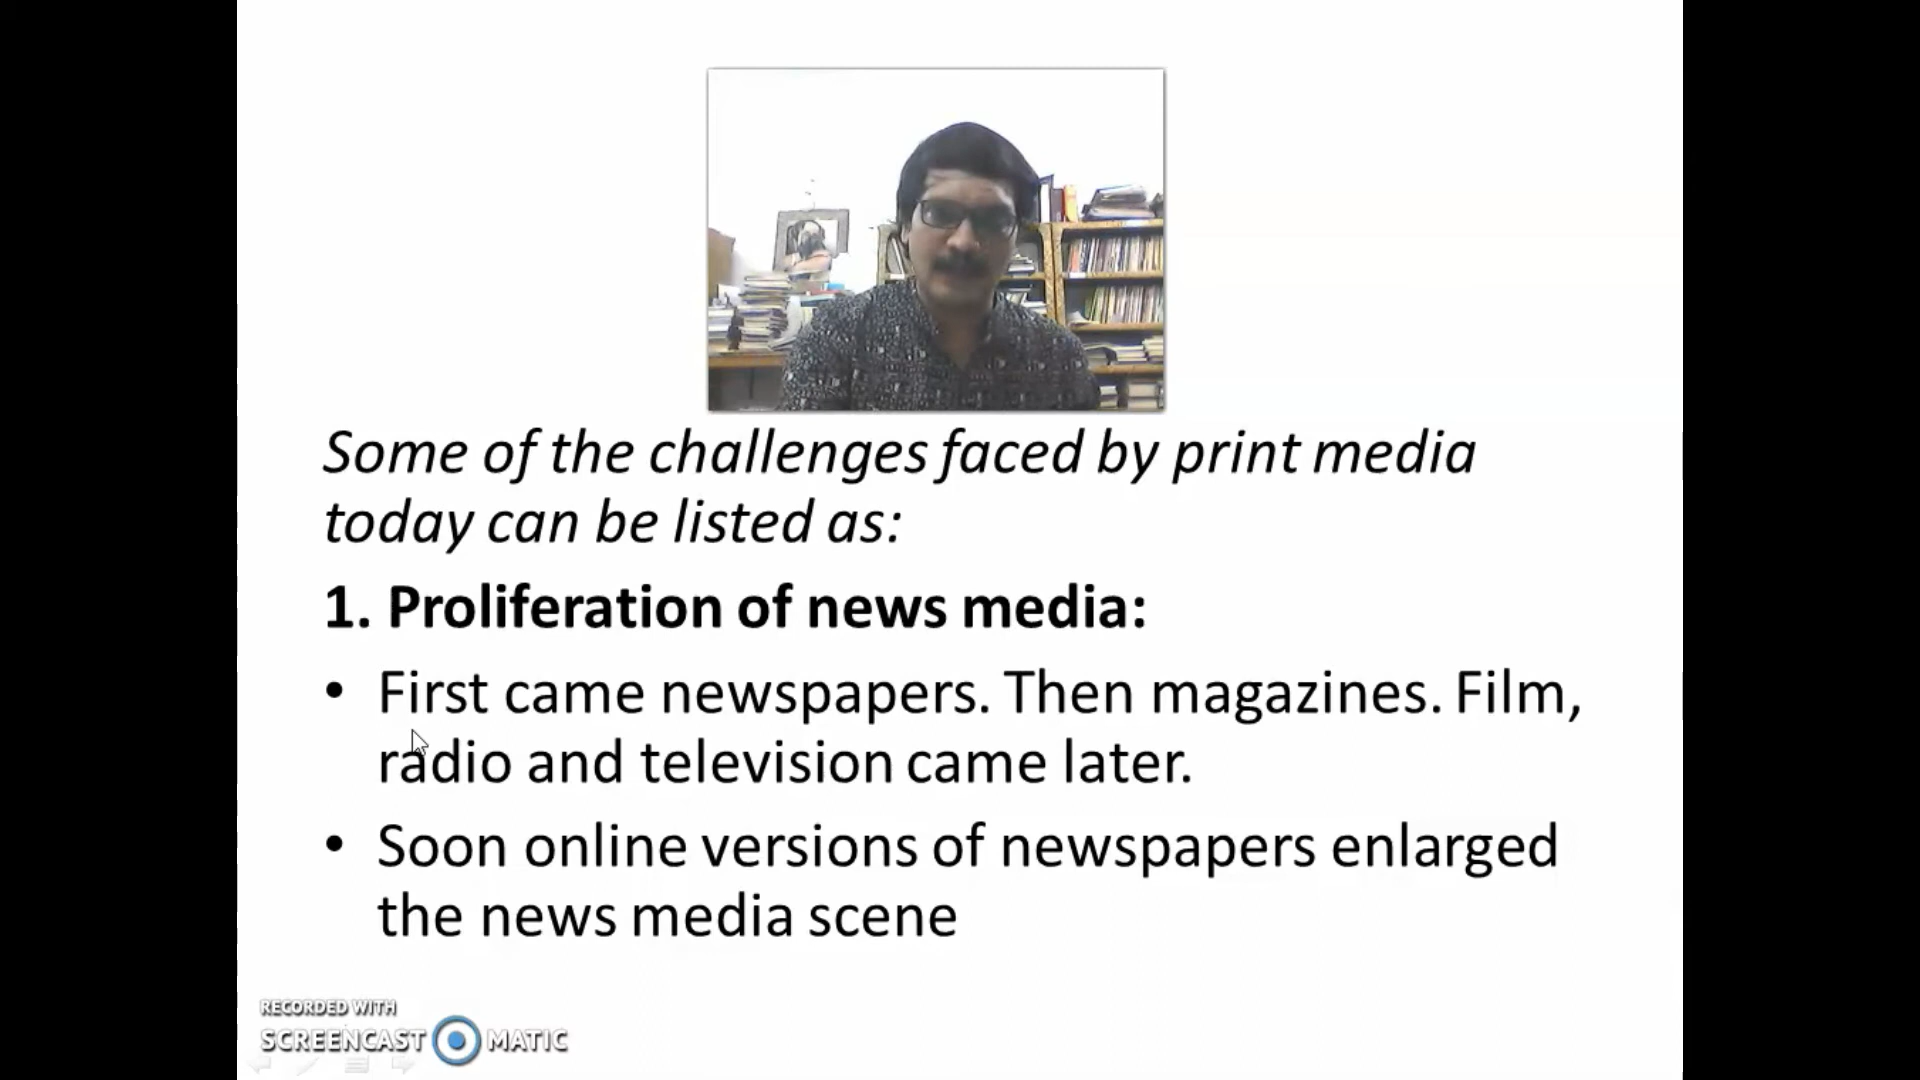 Some of the challenges faced by print media
today can be listed as:
1. Proliferation of news media:
• First came newspapers. Then magazines. Film,
radio and television came later.
• Soon online versions of newspapers enlarged
the news media scene
RECORDED WITH
SCREENCAST MATIC